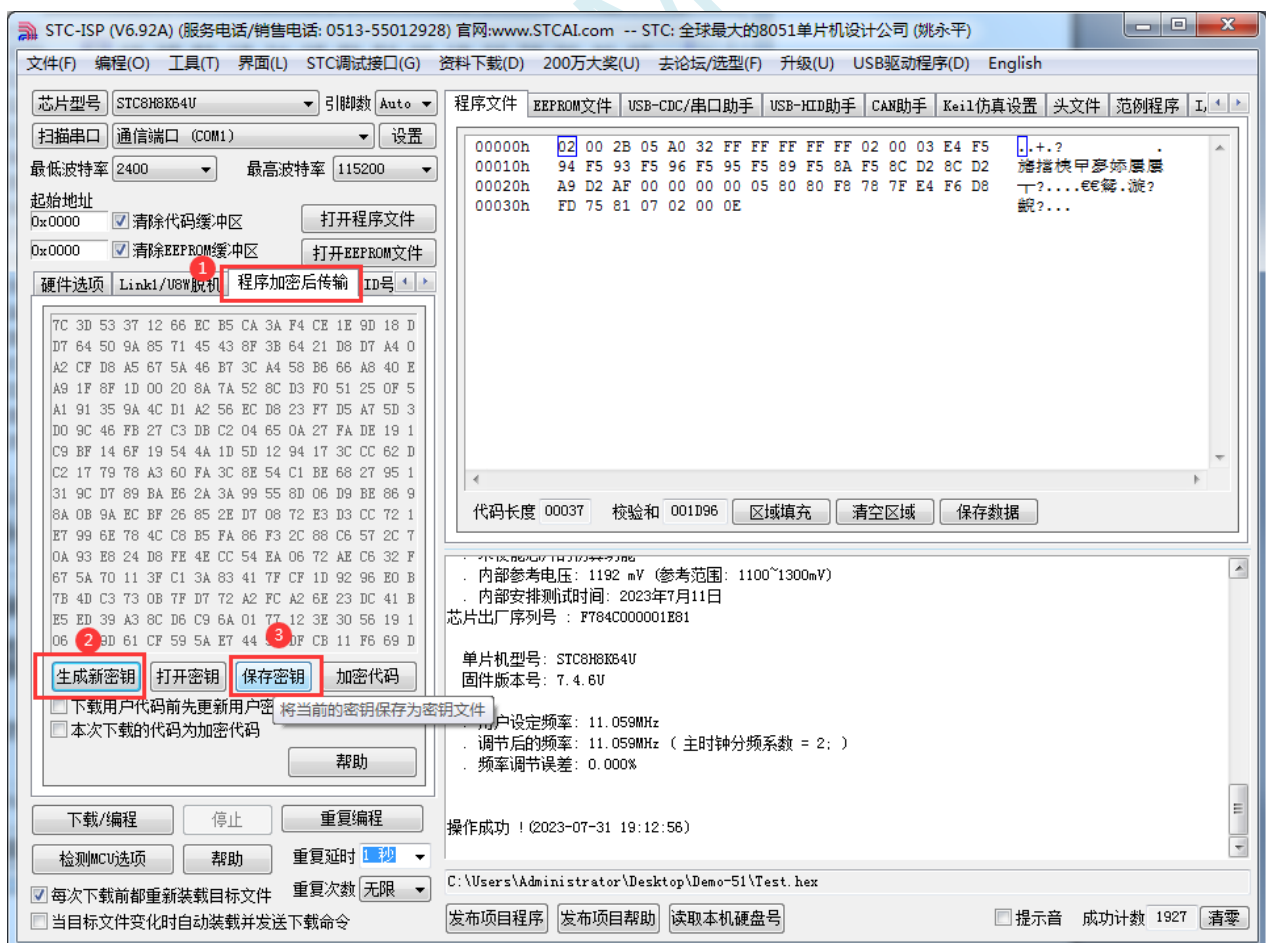 STC-ISP (V6.92A) (服务电话/销售电话: 0513-55012928) 官网:www.STCAI.com -- STC: 全球最大的8051单片机设计公司 (姚永平)
文件(F) 编程(O) 工具(T) 界面(L) STC调试接口(G) 资料下载(D) 200万大奖(U) 去论坛/选型(F) 升级(U) USB驱动程序(D) English
芯片型号 STC8H8K64U 引脚数 Auto
扫描串口 通信端口 (COM1) 设置
最低波特率 2400 最高波特率 115200
起始地址
0x0000 清除代码缓冲区 打开程序文件
0x0000 清除EEPROM缓冲区 打开EEPROM文件
1
硬件选项 Link1/U8W脱机 程序加密后传输 ID号
7C 3D 53 37 12 66 EC B5 CA 3A F4 CE 1E 9D 18 D
D7 64 50 9A 85 71 45 43 8F 3B 64 21 D8 D7 A4 0
A2 CF D8 A5 67 5A 46 B7 3C A4 58 B6 66 A8 40 E
A9 1F 8F 1D 00 20 8A 7A 52 8C D3 F0 51 25 0F 5
A1 91 35 9A 4C D1 A2 56 EC D8 23 F7 D5 A7 5D 3
D0 9C 46 FB 27 C3 DB C2 04 65 0A 27 FA DE 19 1
C9 BF 14 6F 19 54 4A 1D 5D 12 94 17 3C CC 62 D
C2 17 79 78 A3 60 FA 3C 8E 54 C1 BE 68 27 95 1
31 9C D7 89 BA E6 2A 3A 99 55 8D 06 D9 BE 86 9
8A 0B 9A EC BF 26 85 2E D7 08 72 E3 D3 CC 72 1
E7 99 6E 78 4C C8 B5 FA 86 F3 2C 88 C6 57 2C 7
0A 93 E8 24 D8 FE 4E CC 54 EA 06 72 AE C6 32 F
67 5A 70 11 3F C1 3A 83 41 7F CF 1D 92 96 E0 B
7B 4D C3 73 0B 7F D7 72 A2 FC A2 6E 23 DC 41 B
E5 ED 39 A3 8C D6 C9 6A 01 77 12 3E 30 56 19 1
06 9D 61 CF 59 5A E7 44 DF CB 11 F6 69 D
2 3
生成新密钥 打开密钥 保存密钥 加密代码
下载用户代码前先更新用户密
将当前的密钥保存为密钥文件
本次下载的代码为加密代码
帮助
下载/编程 停止 重复编程
检测MCU选项 帮助 重复延时 1 秒
每次下载前都重新装载目标文件 重复次数 无限
当目标文件变化时自动装载并发送下载命令
程序文件 EEPROM文件 USB-CDC/串口助手 USB-HID助手 CAN助手 Keil仿真设置 头文件 范例程序 I
00000h 02 00 2B 05 A0 32 FF FF FF FF FF 02 00 03 E4 F5 ..+.? .
00010h 94 F5 93 F5 96 F5 95 F5 89 F5 8A F5 8C D2 8C D2
00020h A9 D2 AF 00 00 00 00 05 80 80 F8 78 7F E4 F6 D8
00030h FD 75 81 07 02 00 0E
代码长度 00037 校验和 001D96 区域填充 清空区域 保存数据
. 内部参考电压: 1192 mV (参考范围: 1100~1300mV)
. 内部安排测试时间: 2023年7月11日
芯片出厂序列号 : F784C000001E81
单片机型号: STC8H8K64U
固件版本号: 7.4.6U
. 用户设定频率: 11.059MHz
. 调节后的频率: 11.059MHz ( 主时钟分频系数 = 2; )
. 频率调节误差: 0.000%
操作成功 !(2023-07-31 19:12:56)
C:\Users\Administrator\Desktop\Demo-51\Test.hex
发布项目程序 发布项目帮助 读取本机硬盘号 提示音 成功计数 1927 清零